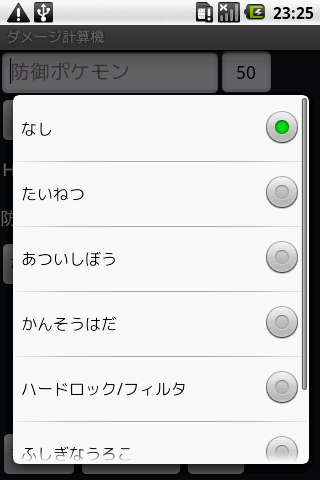 23:25
ダメージ計算機
防御ポケモン 50
なし
たいねつ
あついしぼう
かんそうはだ
ハードロック/フィルタ
ふしぎなうろこ